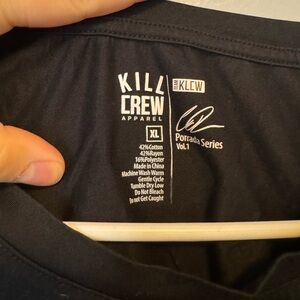 KILL
CREW
APPAREL
XL
42%Cotton
42%Rayon
16%Polyester
Made in China
Machine Wash Warm
Gentle Cycle
Tumble Dry Low
Do Not Bleach
Do not Get Caught
KLCW
Porrada Series
Vol.1